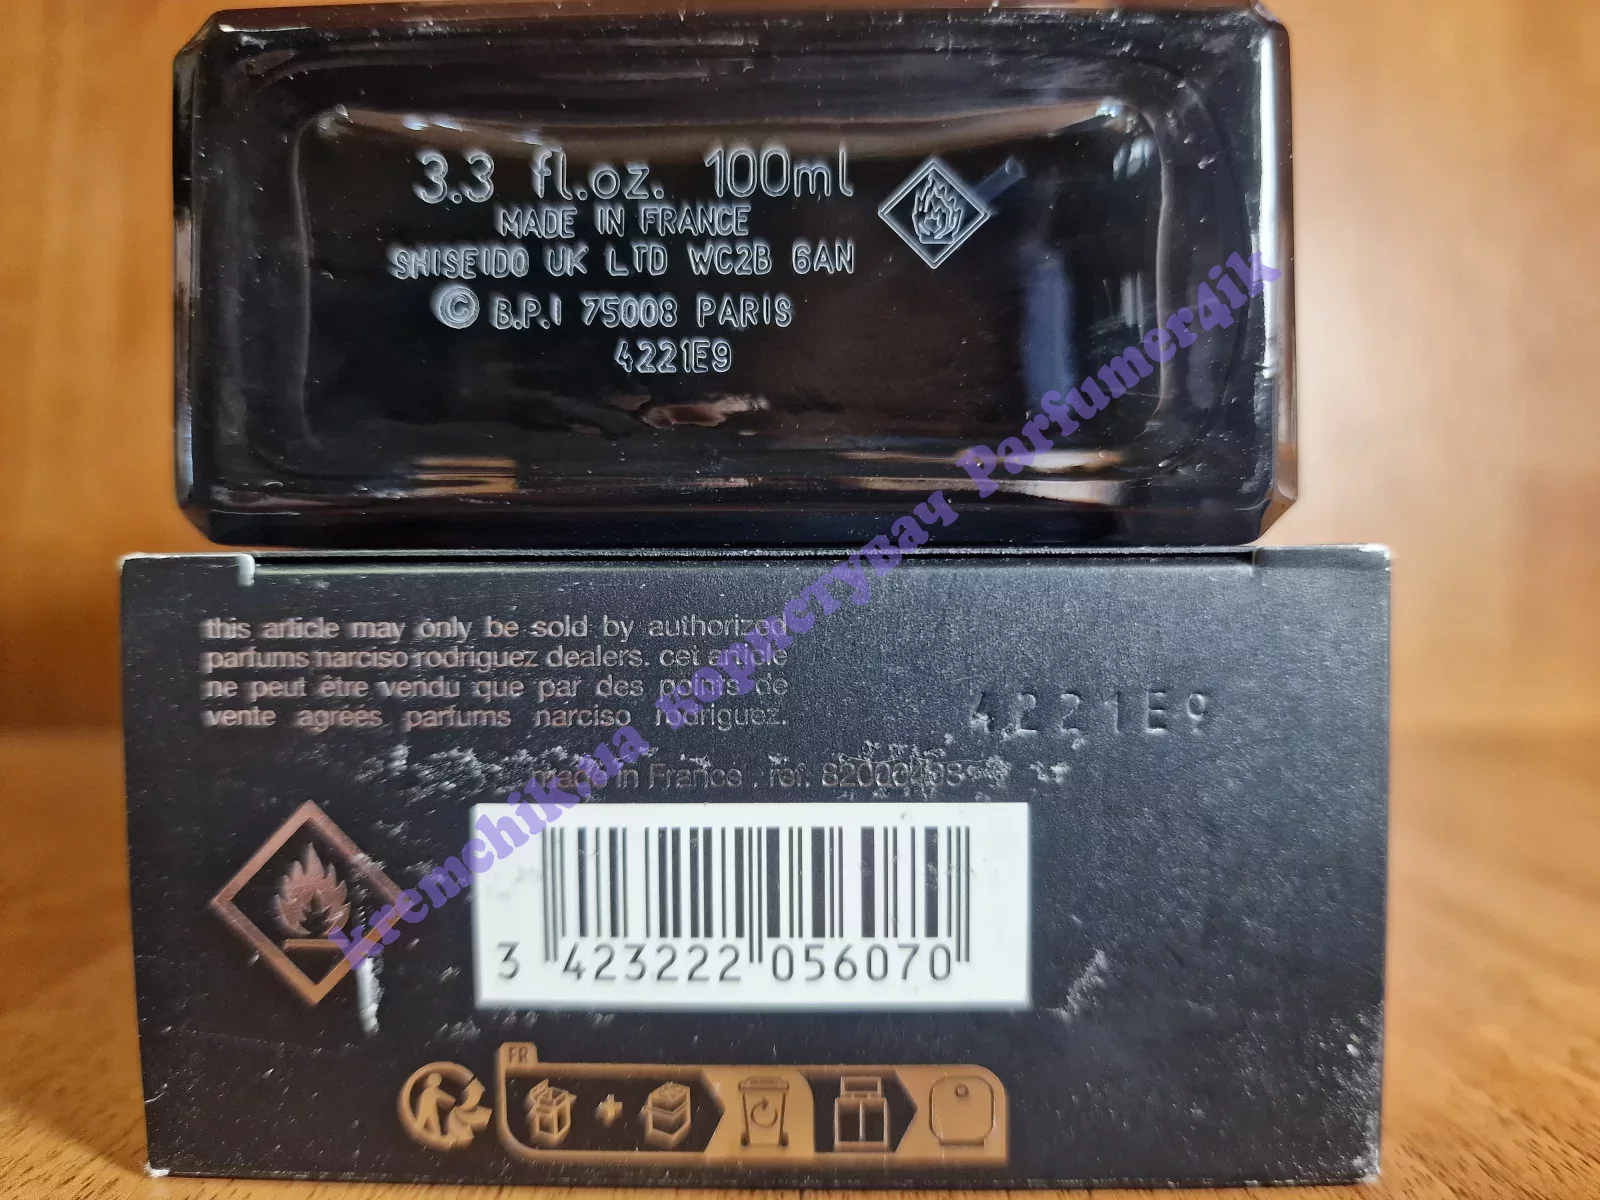 3.3 fl.oz. 100ml
MADE IN FRANCE
SHISEIDO UK LTD WC2B 6AN
© B.P.I 75008 PARIS
4221E9
this article may only be sold by authorized
parfums narciso rodriguez dealers. cet article
ne peut être vendu que par des points de
vente agréés parfums narciso rodriguez.
4221E9
made in France . ref.
3 423222 056070
FR
kremchik.ua користувач Parfumer4ik